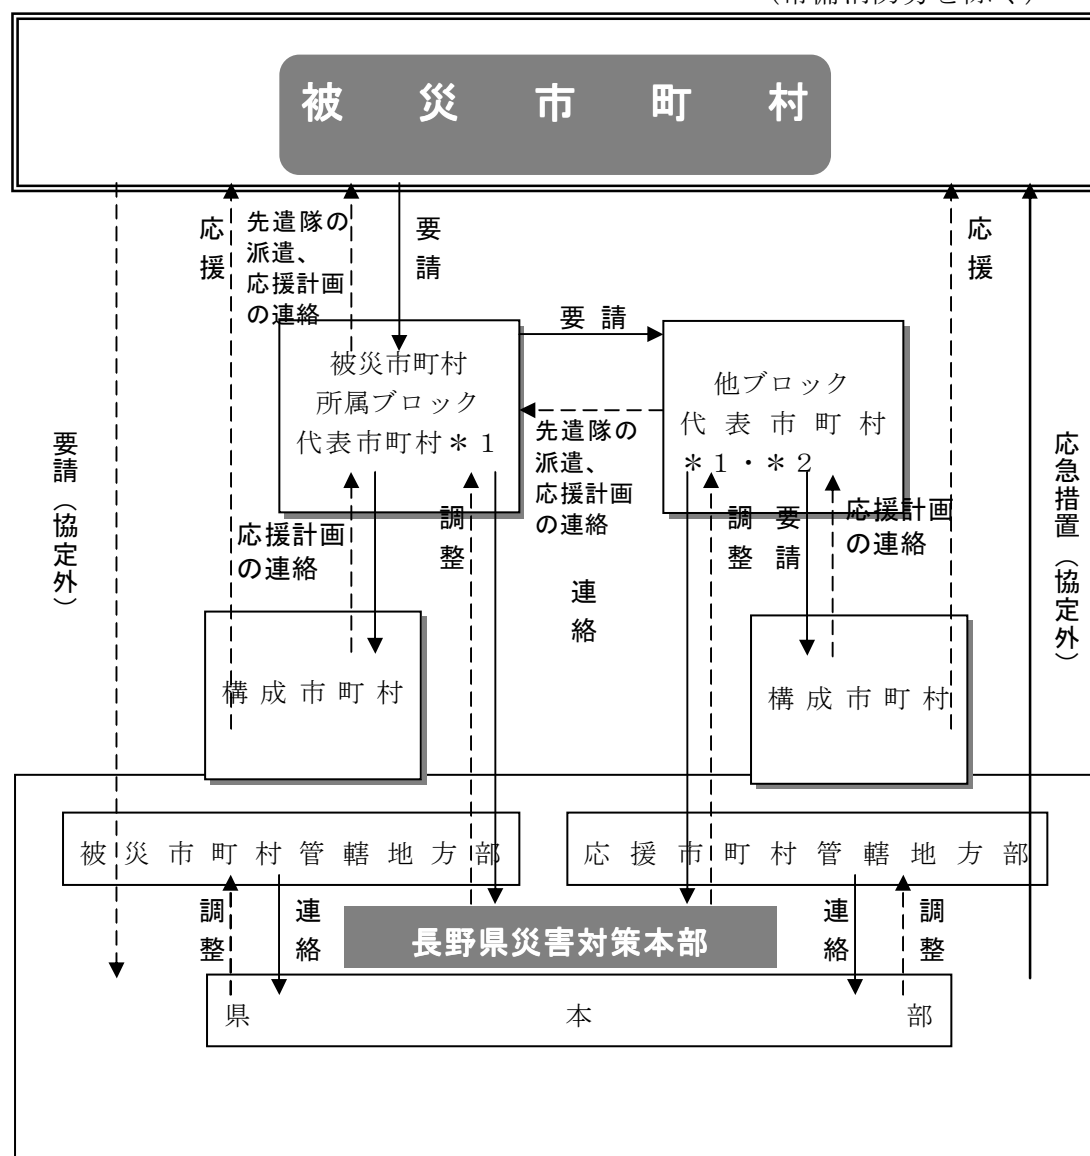 被災市町村
応援
先遣隊の
派遣、
応援計画
の連絡
要請
応援
要請
被災市町村
所属ブロック
代表市町村＊1
他ブロック
代表市町村
＊1・＊2
先遣隊の
派遣、
応援計画
の連絡
要請（協定外）
応急措置（協定外）
応援計画
の連絡
調整
調整
要請
応援計画
の連絡
連絡
構成市町村
構成市町村
被災市町村管轄地方部
応援市町村管轄地方部
調整
連絡
長野県災害対策本部
連絡
調整
県本部